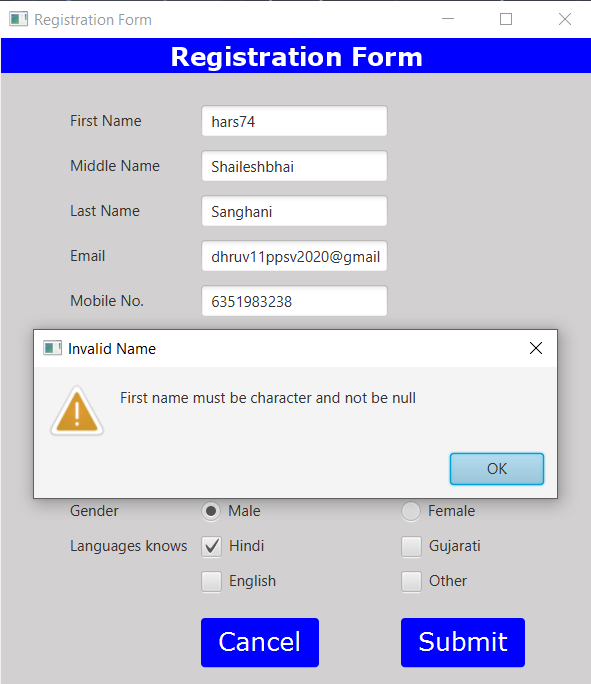 Registration Form
Registration Form
First Name hars74
Middle Name Shaileshbhai
Last Name Sanghani
Email dhruv11ppsv2020@gmail
Mobile No. 6351983238
Invalid Name
First name must be character and not be null
OK
Gender Male Female
Languages knows Hindi Gujarati
English Other
Cancel Submit